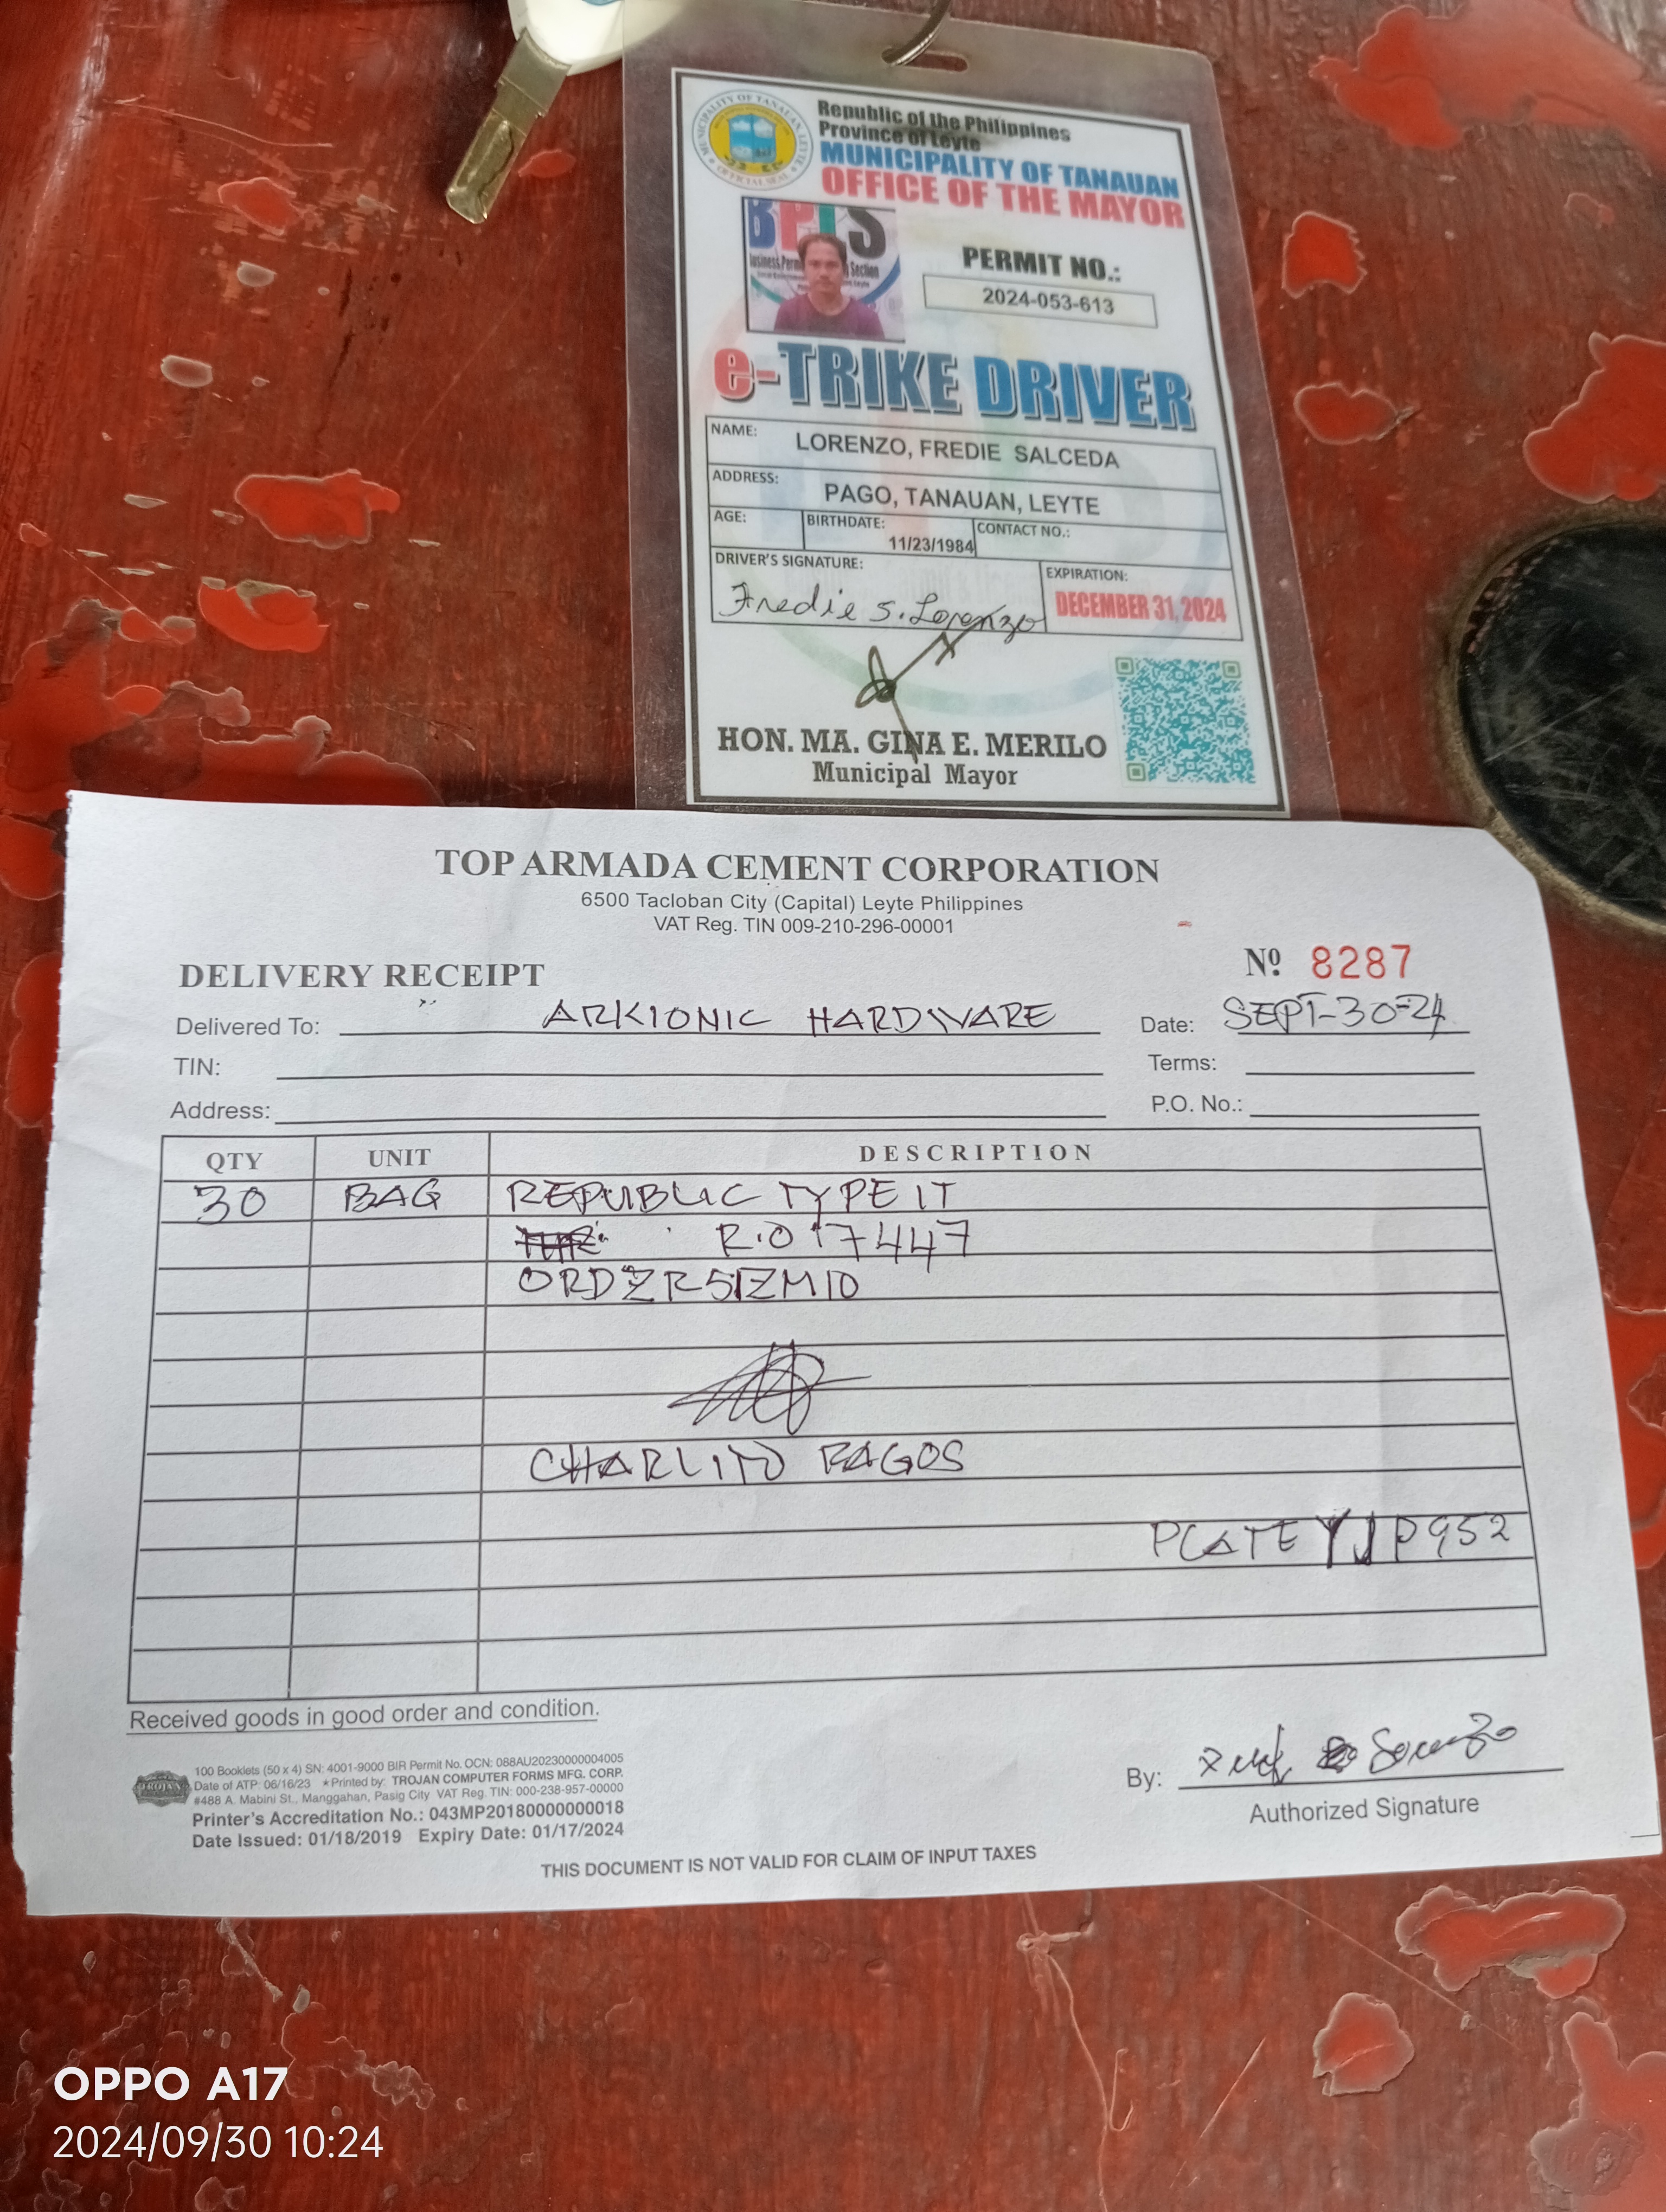 MUNICIPALITY OF TANAUAN, LEYTE
OFFICIAL SEAL
Republic of the Philippines
Province of Leyte
MUNICIPALITY OF TANAUAN
OFFICE OF THE MAYOR
PERMIT NO.:
2024-053-613
e-TRIKE DRIVER
NAME: LORENZO, FREDIE SALCEDA
ADDRESS: PAGO, TANAUAN, LEYTE
AGE: BIRTHDATE: 11/23/1984 CONTACT NO.:
DRIVER'S SIGNATURE: EXPIRATION:
Fredie S. Lorenzo DECEMBER 31, 2024
HON. MA. GINA E. MERILO
Municipal Mayor
TOP ARMADA CEMENT CORPORATION
6500 Tacloban City (Capital) Leyte Philippines
VAT Reg. TIN 009-210-296-00001
DELIVERY RECEIPT Nº 8287
Delivered To: ARKIONIC HARDWARE Date: SEPT-30-24
TIN: Terms:
Address: P.O. No.:
QTY UNIT DESCRIPTION
30 BAG REPUBLIC TYPE 1T
R.O 17447
CHARLITO RAGOS
PLATE YJP952
Received goods in good order and condition.
TROJAN
100 Booklets (50 x 4) SN: 4001-9000 BIR Permit No. OCN: 088AU20230000004005
Date of ATP: 06/16/23 ★Printed by: TROJAN COMPUTER FORMS MFG. CORP.
#488 A. Mabini St., Manggahan, Pasig City VAT Reg. TIN: 000-238-957-00000
Printer's Accreditation No.: 043MP20180000000018
Date Issued: 01/18/2019 Expiry Date: 01/17/2024
By: Lorenzo
Authorized Signature
THIS DOCUMENT IS NOT VALID FOR CLAIM OF INPUT TAXES
OPPO A17
2024/09/30 10:24